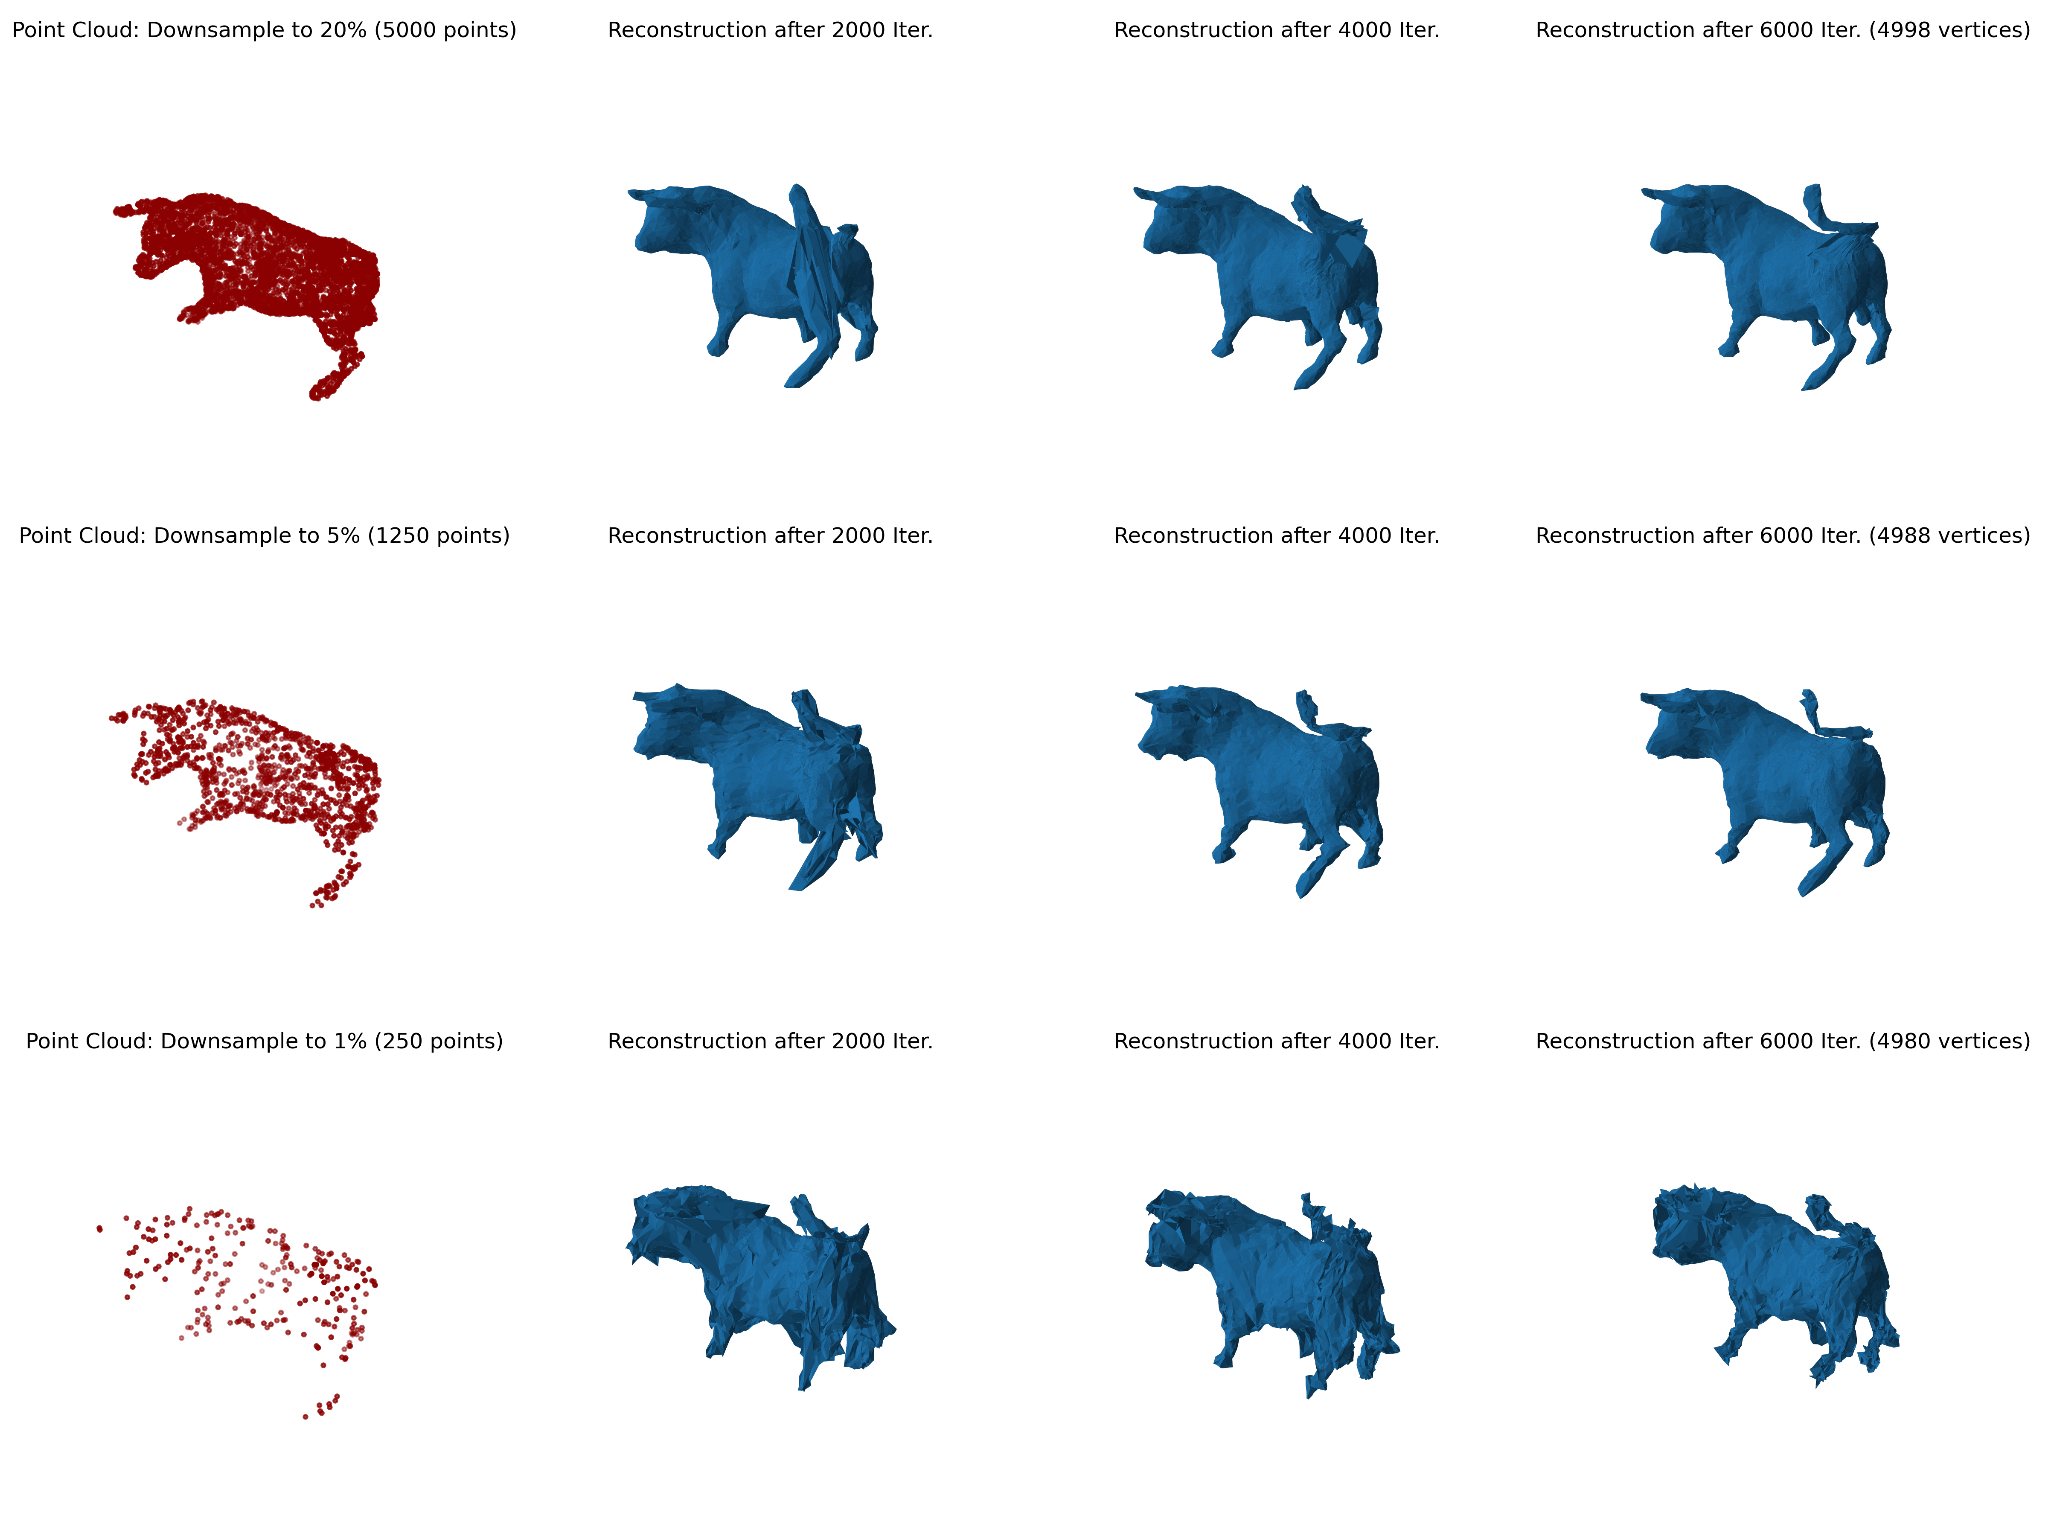 Point Cloud: Downsample to 20% (5000 points)
Reconstruction after 2000 Iter.
Reconstruction after 4000 Iter.
Reconstruction after 6000 Iter. (4998 vertices)
Point Cloud: Downsample to 5% (1250 points)
Reconstruction after 2000 Iter.
Reconstruction after 4000 Iter.
Reconstruction after 6000 Iter. (4988 vertices)
Point Cloud: Downsample to 1% (250 points)
Reconstruction after 2000 Iter.
Reconstruction after 4000 Iter.
Reconstruction after 6000 Iter. (4980 vertices)